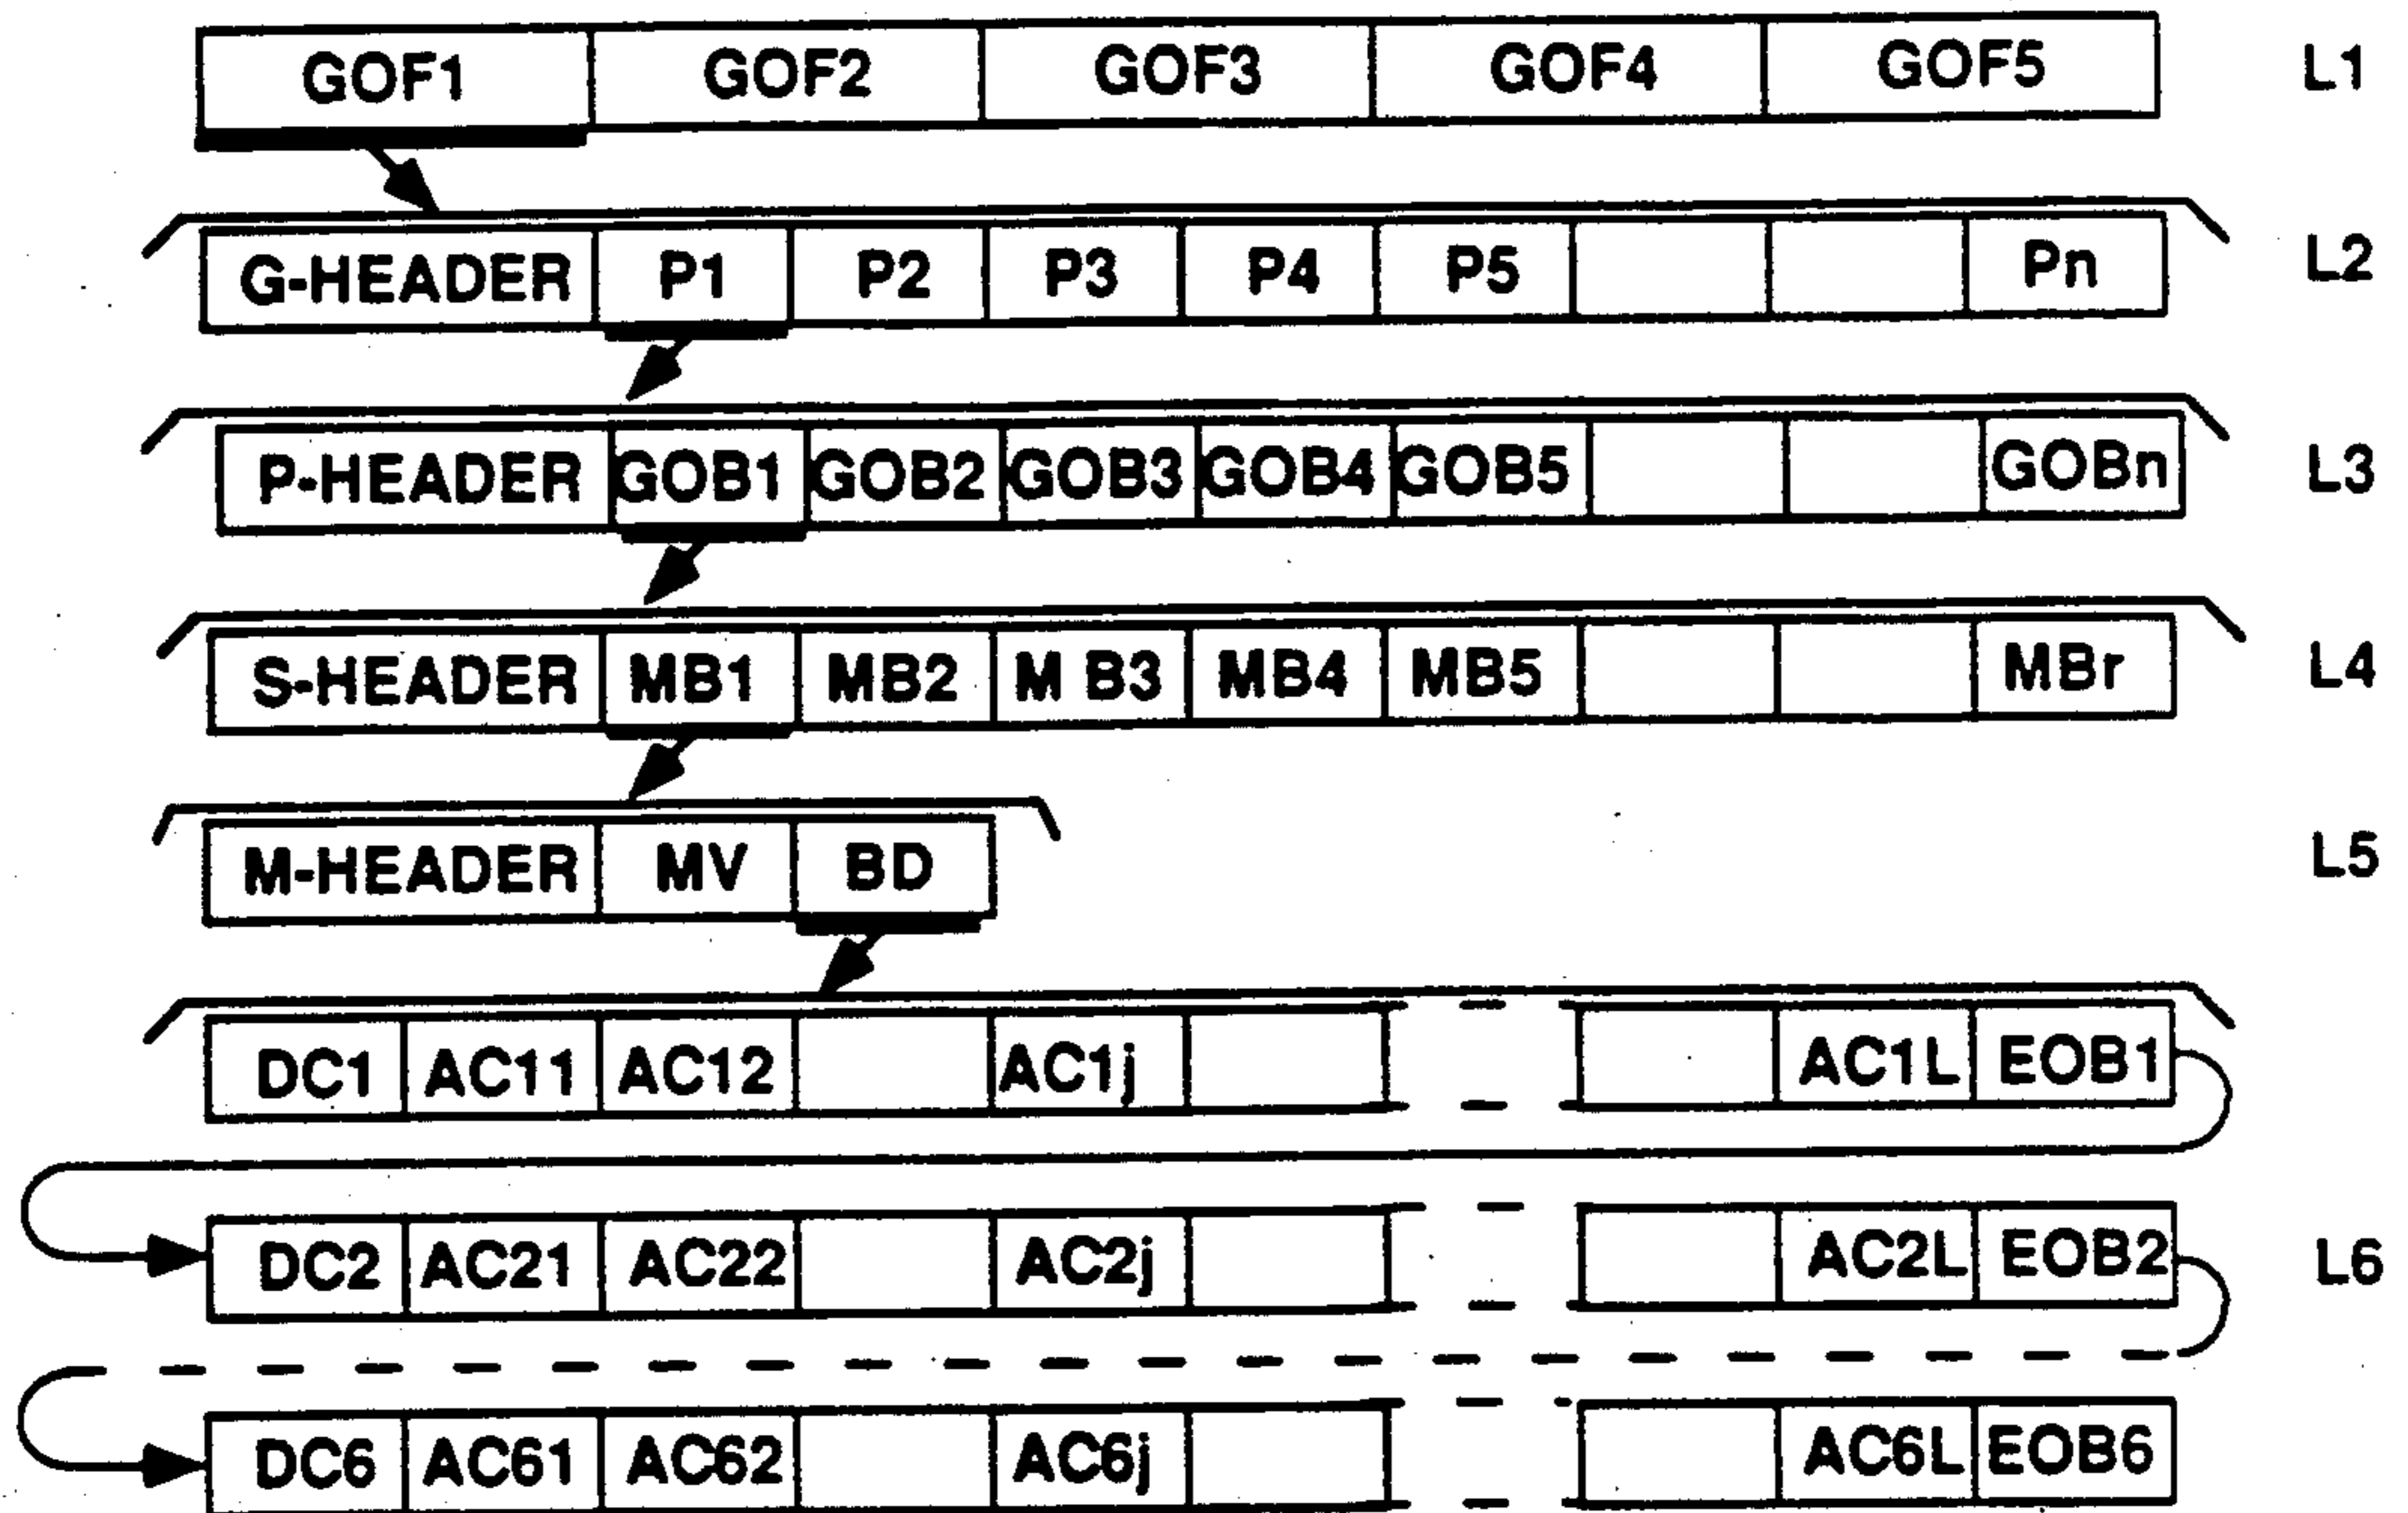 GOF1 GOF2 GOF3 GOF4 GOF5 L1
G-HEADER P1 P2 P3 P4 P5 Pn L2
P-HEADER GOB1 GOB2 GOB3 GOB4 GOB5 GOBn L3
S-HEADER MB1 MB2 M B3 MB4 MB5 MBr L4
M-HEADER MV BD L5
DC1 AC11 AC12 AC1j AC1L EOB1
DC2 AC21 AC22 AC2j AC2L EOB2 L6
DC6 AC61 AC62 AC6j AC6L EOB6